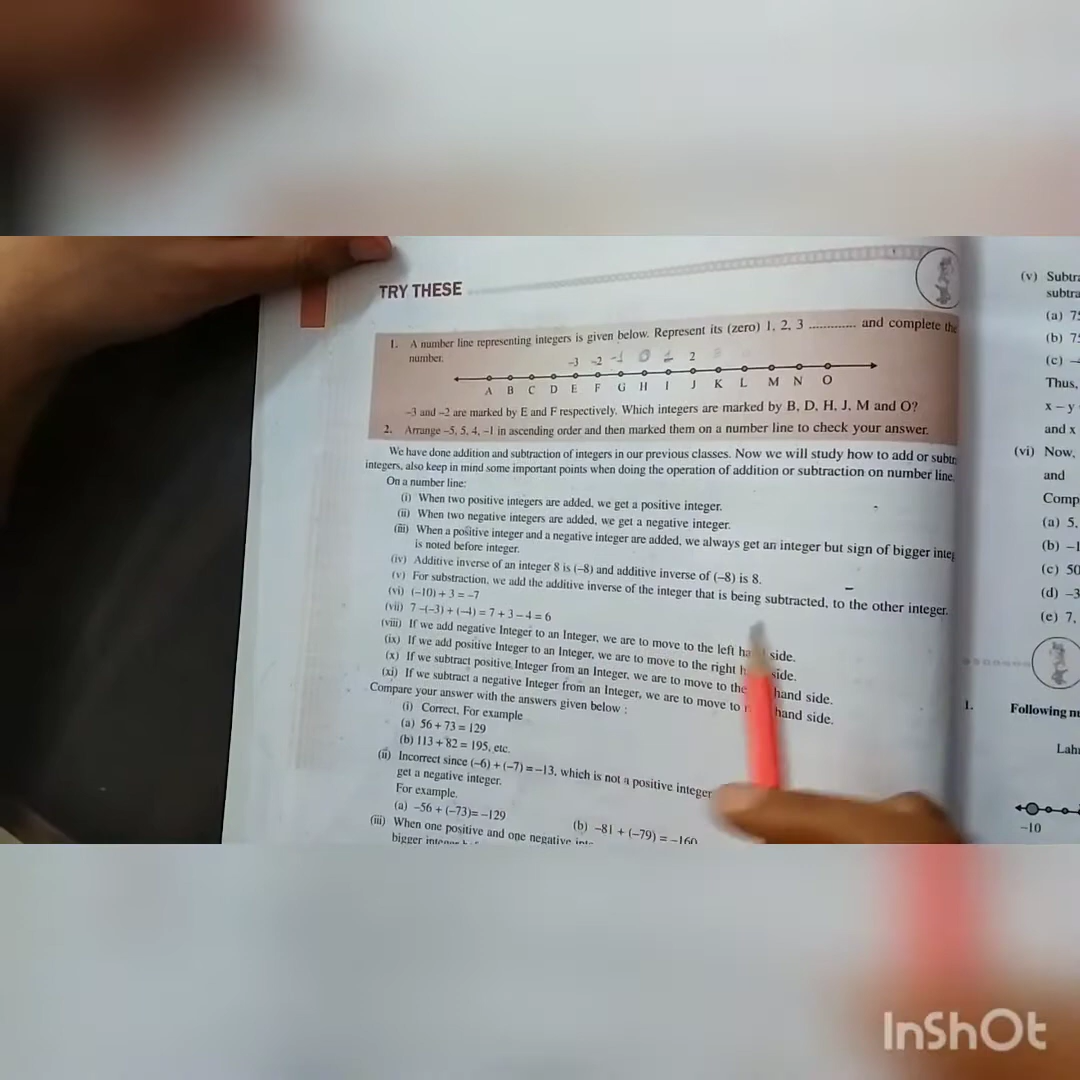 TRY THESE
1. A number line representing integers is given below. Represent its (zero) 1, 2, 3 ............. and complete the
number.
-3 -2 -1 0 1 2 3
A B C D E F G H I J K L M N O
-3 and -2 are marked by E and F respectively. Which integers are marked by B, D, H, J, M and O?
2. Arrange -5, 5, 4, -1 in ascending order and then marked them on a number line to check your answer.
We have done addition and subtraction of integers in our previous classes. Now we will study how to add or subtr
integers, also keep in mind some important points when doing the operation of addition or subtraction on number line.
On a number line:
(i) When two positive integers are added, we get a positive integer.
(ii) When two negative integers are added, we get a negative integer.
(iii) When a positive integer and a negative integer are added, we always get an integer but sign of bigger integ
is noted before integer.
(iv) Additive inverse of an integer 8 is (-8) and additive inverse of (-8) is 8.
(v) For substraction, we add the additive inverse of the integer that is being subtracted, to the other integer.
(vi) (-10) + 3 = -7
(vii) 7 -(-3) + (-4) = 7 + 3 - 4 = 6
(viii) If we add negative Integer to an Integer, we are to move to the left side.
(ix) If we add positive Integer to an Integer, we are to move to the right side.
(x) If we subtract positive Integer from an Integer, we are to move to the hand side.
(xi) If we subtract a negative Integer from an Integer, we are to move to hand side.
Compare your answer with the answers given below :
(i) Correct. For example
(a) 56 + 73 = 129
(b) 113 + 82 = 195, etc.
(ii) Incorrect since (-6) + (-7) = -13, which is not a positive integer
get a negative integer.
For example.
(a) -56 + (-73)= -129
(b) -81 + (-79) = -160
(iii) When one positive and one negative
bigger
(v) Subtra
subtra
(a)
(b)
(c)
Thus,
x - y
and x
(vi) Now,
and
Comp
(a) 5,
(b) -1
(c) 50
(d) -3
(e) 7,
1. Following nu
Lah
-10
InShOt